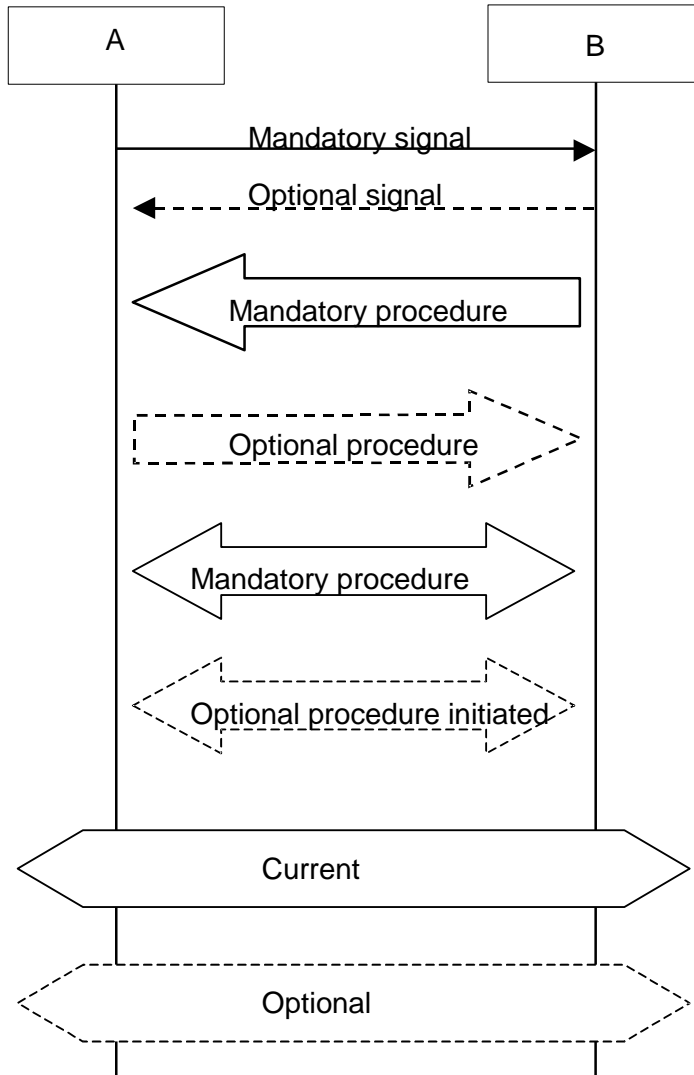 A
B
Mandatory signal
Optional signal
Mandatory procedure
Optional procedure
Mandatory procedure
Optional procedure initiated
Current
Optional